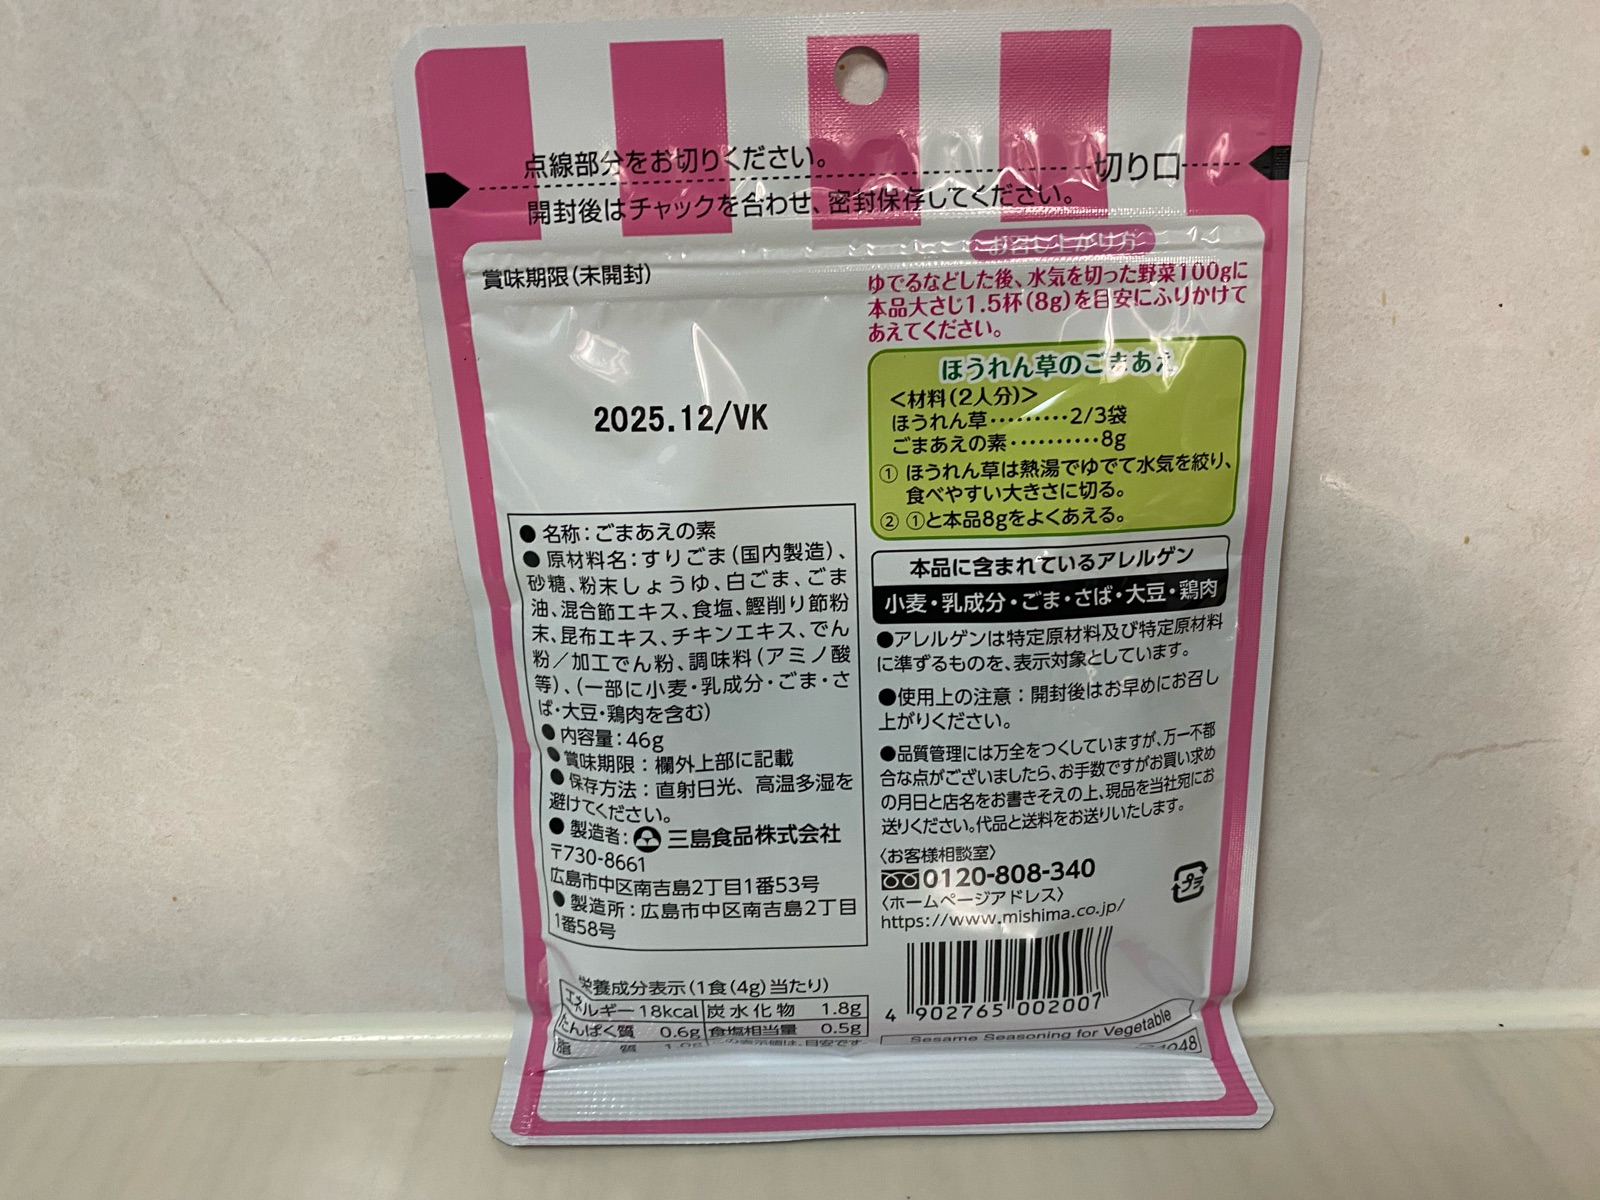 点線部分をお切りください。
切り口
開封後はチャックを合わせ、密封保存してください。
賞味期限(未開封)
2025.12/VK
●名称：ごまあえの素
●原材料名：すりごま(国内製造)、
砂糖、粉末しょうゆ、白ごま、ごま
油、混合節エキス、食塩、鰹削り節粉
末、昆布エキス、チキンエキス、でん
粉／加工でん粉、調味料(アミノ酸
等)、(一部に小麦・乳成分・ごま・さ
ば・大豆・鶏肉を含む)
●内容量：46g
●賞味期限：欄外上部に記載
●保存方法：直射日光、高温多湿を
避けてください。
●製造者：三島食品株式会社
〒730-8661
広島市中区南吉島2丁目1番53号
●製造所：広島市中区南吉島2丁目
1番58号
栄養成分表示(1食(4g)当たり)
エネルギー 18kcal 炭水化物 1.8g
たんぱく質 0.6g 食塩相当量 0.5g
脂質 1.0g この表示値は、目安です
お召し上がり方
ゆでるなどした後、水気を切った野菜100gに
本品大さじ1.5杯(8g)を目安にふりかけて
あえてください。
ほうれん草のごまあえ
＜材料(2人分)＞
ほうれん草・・・・・・・・・2/3袋
ごまあえの素・・・・・・・・・・8g
① ほうれん草は熱湯でゆでて水気を絞り、
食べやすい大きさに切る。
② ①と本品8gをよくあえる。
本品に含まれているアレルゲン
小麦・乳成分・ごま・さば・大豆・鶏肉
●アレルゲンは特定原材料及び特定原材料
に準ずるものを、表示対象としています。
●使用上の注意：開封後はお早めにお召し
上がりください。
●品質管理には万全をつくしていますが、万一不都
合な点がございましたら、お手数ですがお買い求め
の月日と店名をお書きそえの上、現品を当社宛にお
送りください。代品と送料をお送りいたします。
〈お客様相談室〉
0120-808-340
〈ホームページアドレス〉
https://www.mishima.co.jp/
プラ
4 902765 002007
Sesame Seasoning for Vegetable